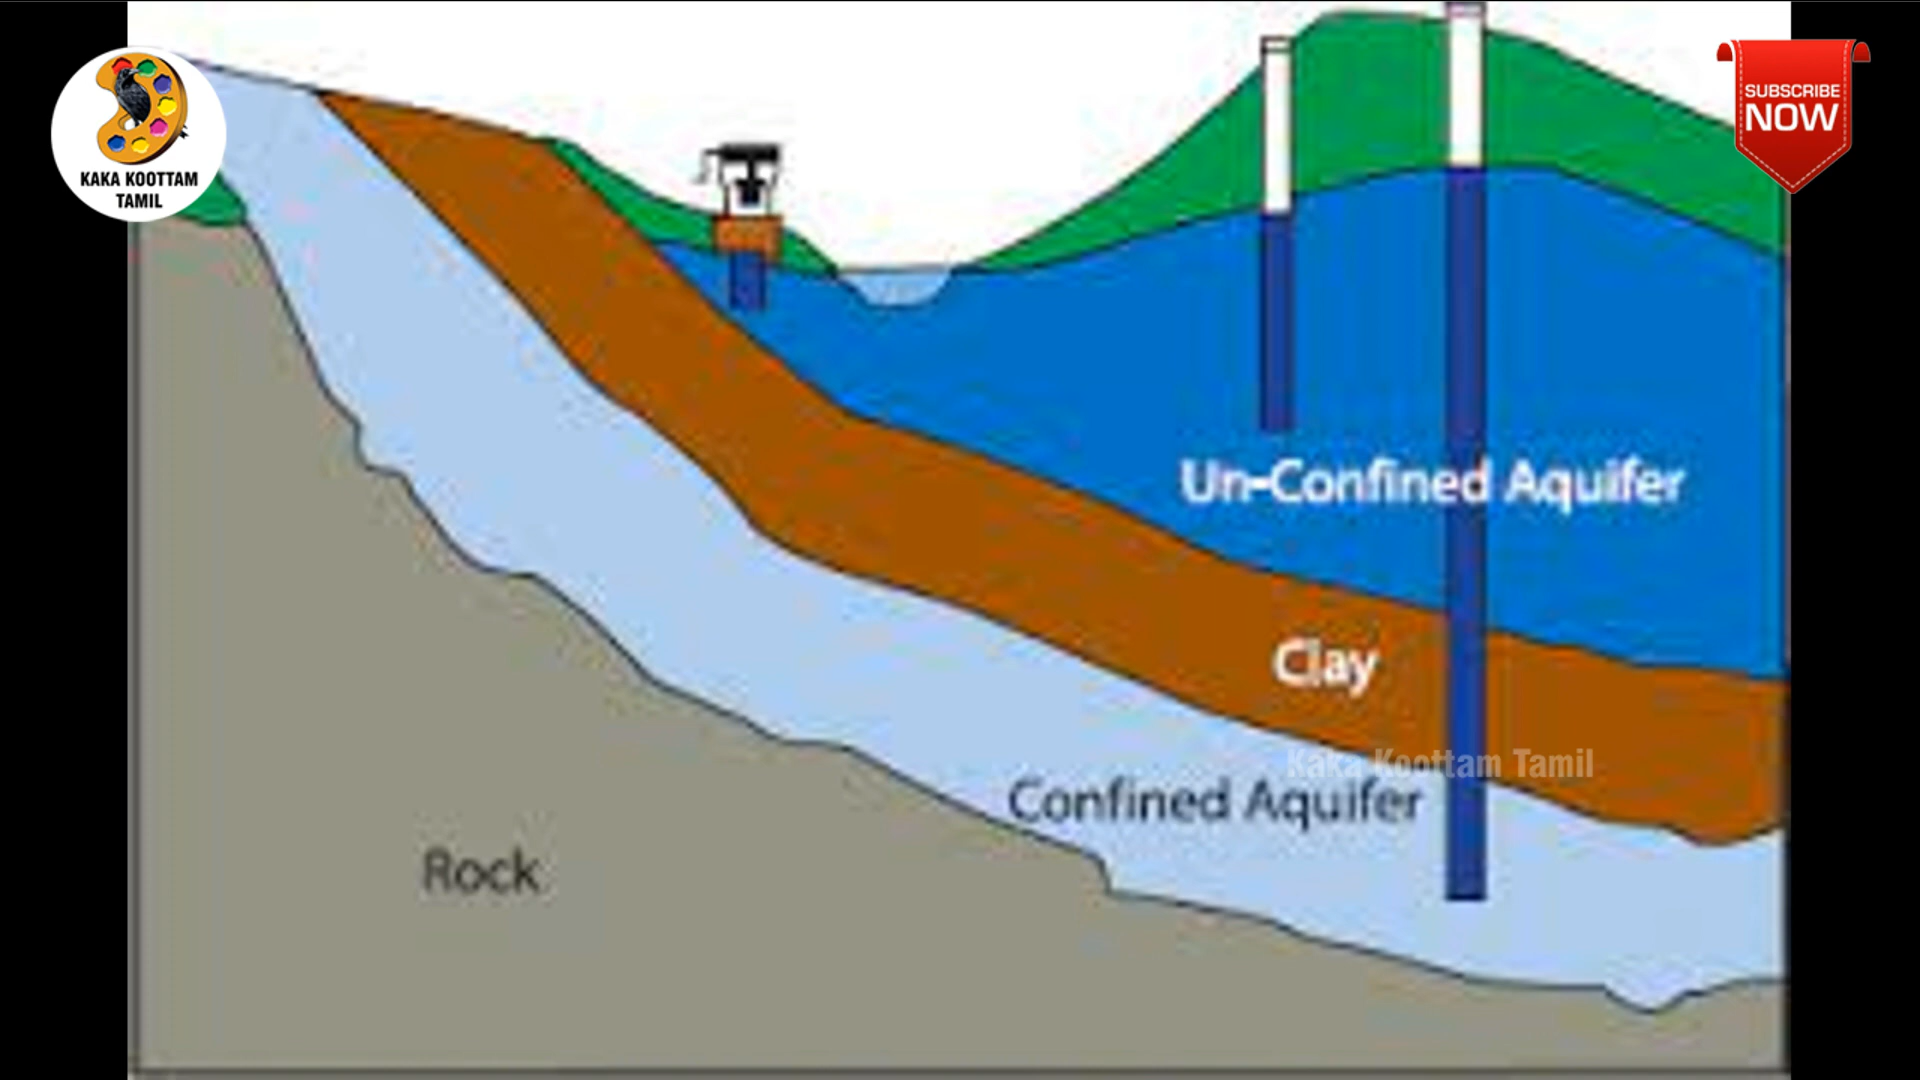 KAKA KOOTTAM
TAMIL
SUBSCRIBE
NOW
Un-Confined Aquifer
Clay
Kaka Koottam Tamil
Confined Aquifer
Rock